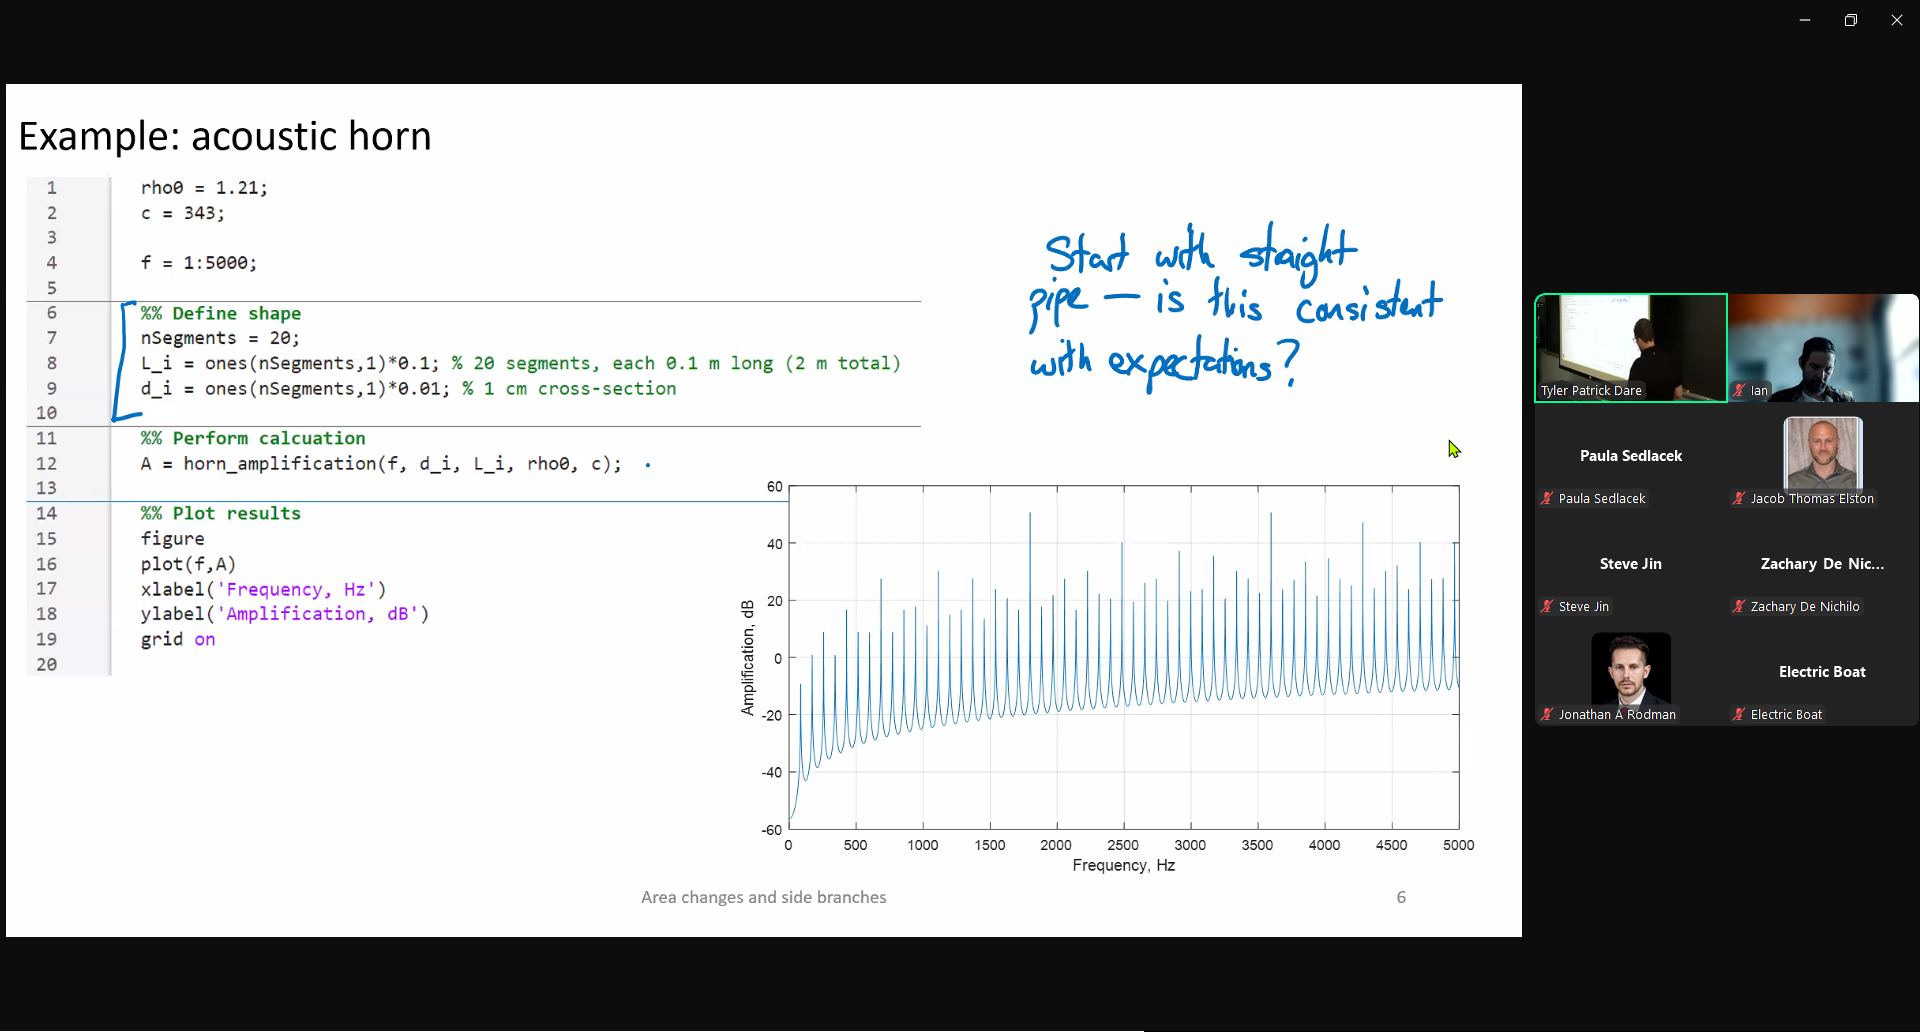 Example: acoustic horn
1 rho0 = 1.21;
2 c = 343;
3
4 f = 1:5000;
5
6 %% Define shape
7 nSegments = 20;
8 L_i = ones(nSegments,1)*0.1; % 20 segments, each 0.1 m long (2 m total)
9 d_i = ones(nSegments,1)*0.01; % 1 cm cross-section
10
11 %% Perform calcuation
12 A = horn_amplification(f, d_i, L_i, rho0, c);
13
14 %% Plot results
15 figure
16 plot(f,A)
17 xlabel('Frequency, Hz')
18 ylabel('Amplification, dB')
19 grid on
20
Start with straight
pipe — is this consistent
with expectations?
60
40
20
0
-20
-40
-60
Amplification, dB
0 500 1000 1500 2000 2500 3000 3500 4000 4500 5000
Frequency, Hz
Area changes and side branches 6
Tyler Patrick Dare
Ian
Paula Sedlacek
Paula Sedlacek
Jacob Thomas Elston
Steve Jin
Zachary De Nic...
Steve Jin
Zachary De Nichilo
Electric Boat
Jonathan A Rodman
Electric Boat